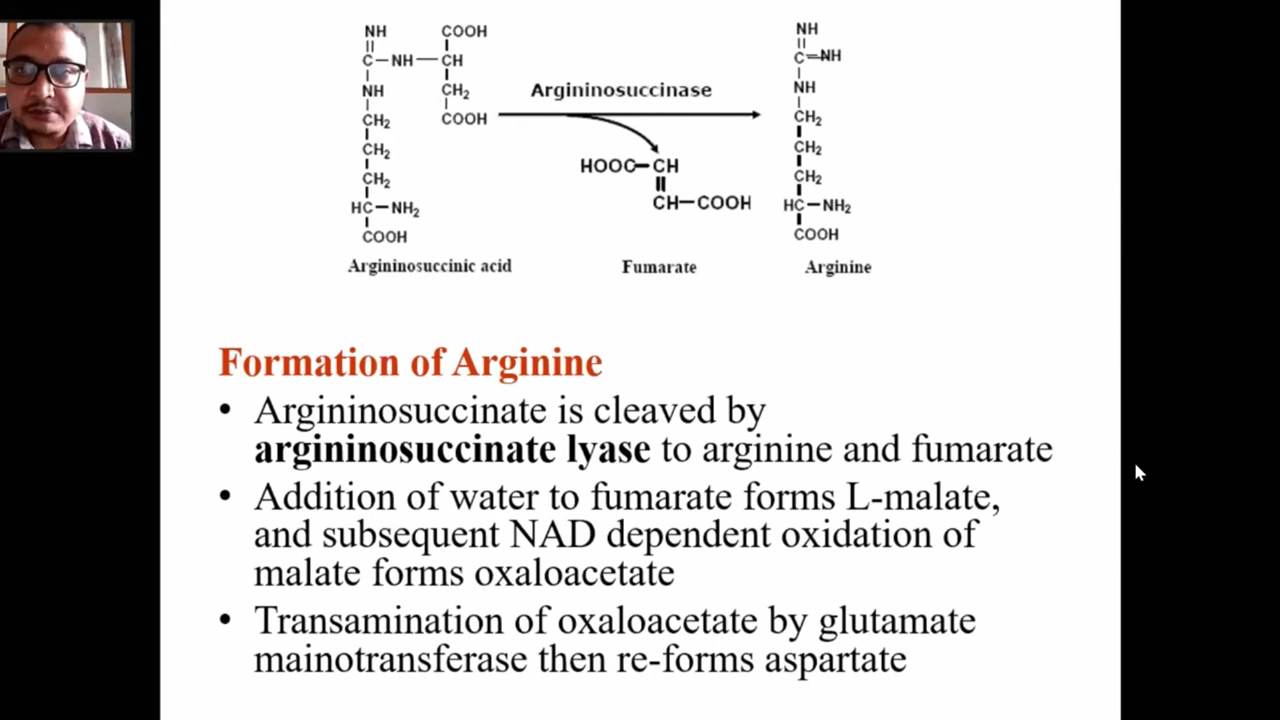 NH COOH NH
C–NH–CH C=NH
NH CH₂ Argininosuccinase NH
CH₂ COOH CH₂
CH₂ HOOC–CH CH₂
CH₂ CH–COOH CH₂
HC–NH₂ HC–NH₂
COOH COOH
Argininosuccinic acid Fumarate Arginine
Formation of Arginine
• Argininosuccinate is cleaved by
argininosuccinate lyase to arginine and fumarate
• Addition of water to fumarate forms L-malate,
and subsequent NAD dependent oxidation of
malate forms oxaloacetate
• Transamination of oxaloacetate by glutamate
mainotransferase then re-forms aspartate